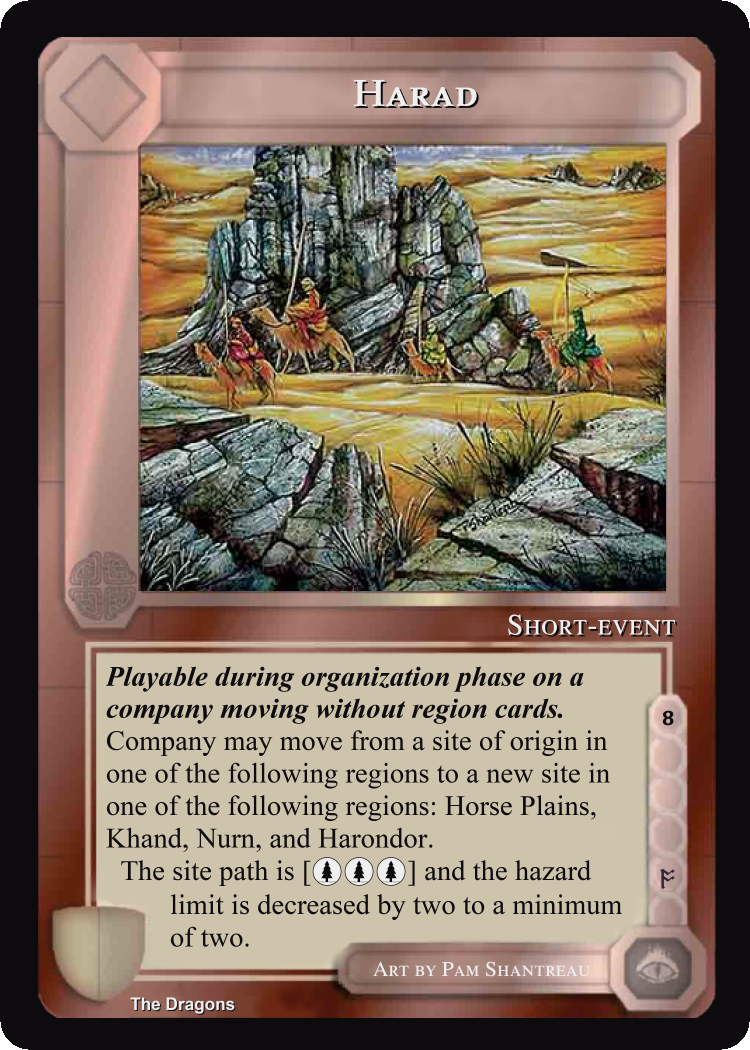 HARAD
SHORT-EVENT
Playable during organization phase on a
company moving without region cards.
Company may move from a site of origin in
one of the following regions to a new site in
one of the following regions: Horse Plains,
Khand, Nurn, and Harondor.
The site path is [ ] and the hazard
limit is decreased by two to a minimum
of two.
8
ART BY PAM SHANTREAU
The Dragons